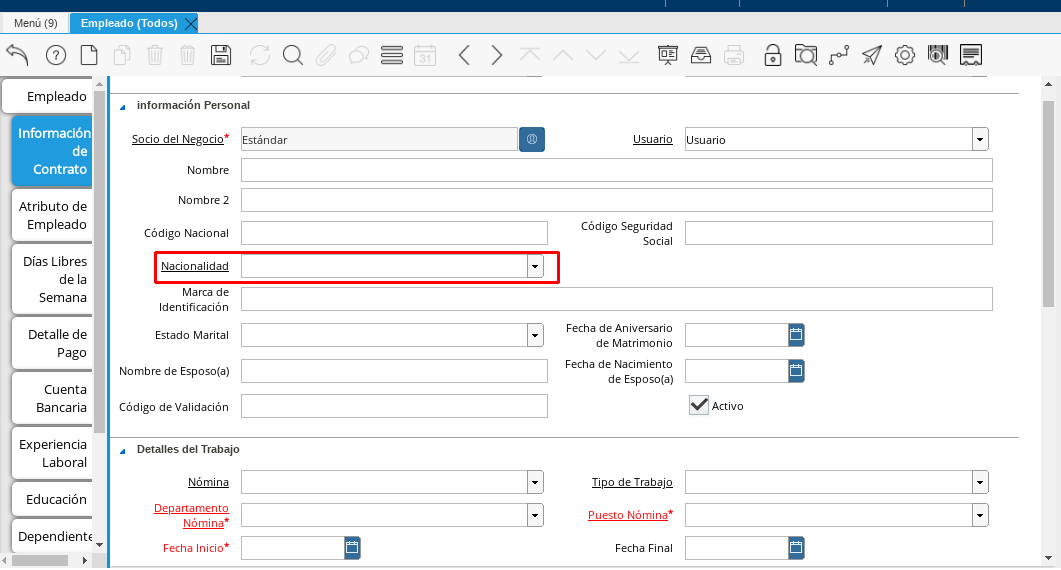 Menú (9)
Empleado (Todos)
31
Empleado
Información
de
Contrato
Atributo de
Empleado
Días Libres
de la
Semana
Detalle de
Pago
Cuenta
Bancaria
Experiencia
Laboral
Educación
Dependiente
información Personal
Socio del Negocio* Estándar Usuario Usuario
Nombre
Nombre 2
Código Nacional Código Seguridad
Social
Nacionalidad
Marca de
Identificación
Estado Marital Fecha de Aniversario
de Matrimonio
Nombre de Esposo(a) Fecha de Nacimiento
de Esposo(a)
Código de Validación Activo
Detalles del Trabajo
Nómina Tipo de Trabajo
Departamento
Nómina* Puesto Nómina*
Fecha Inicio* Fecha Final